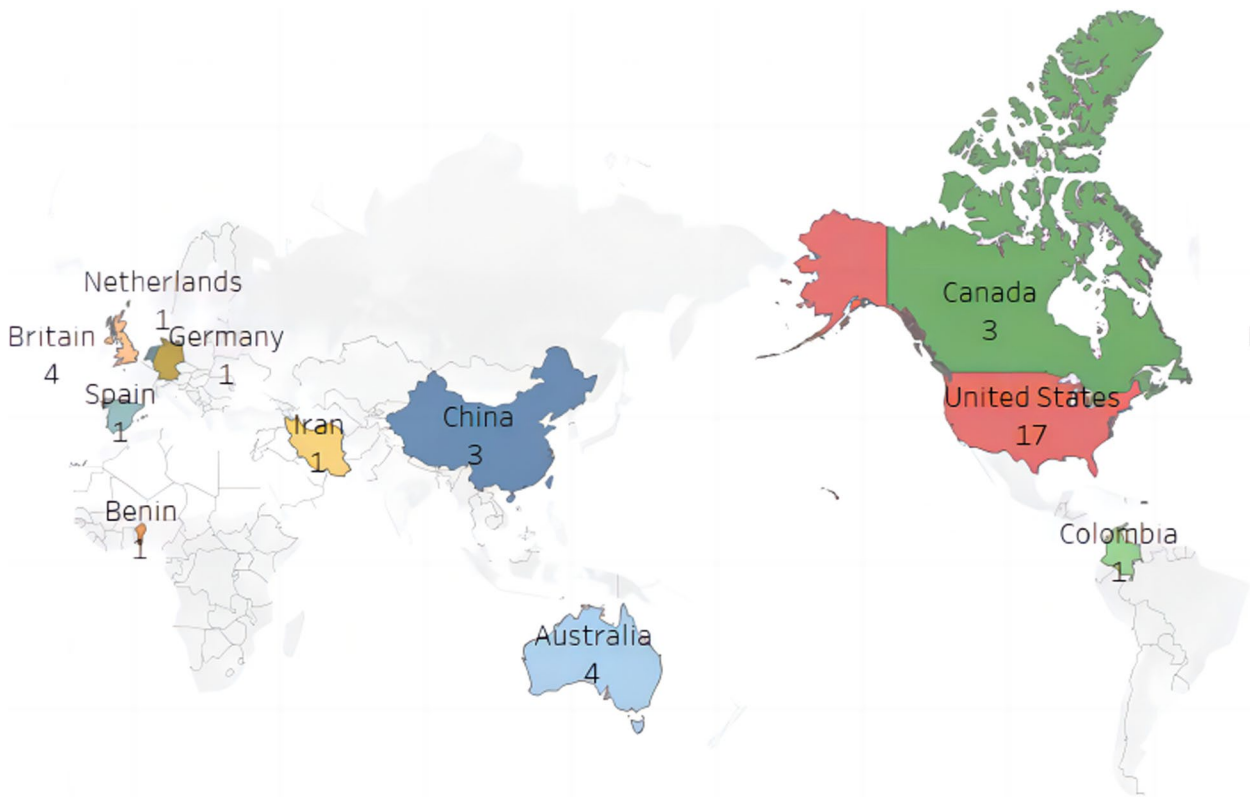 Netherlands
1
Britain
4
Germany
1
Spain
1
Iran
1
China
3
Benin
1
Australia
4
Canada
3
United States
17
Colombia
1